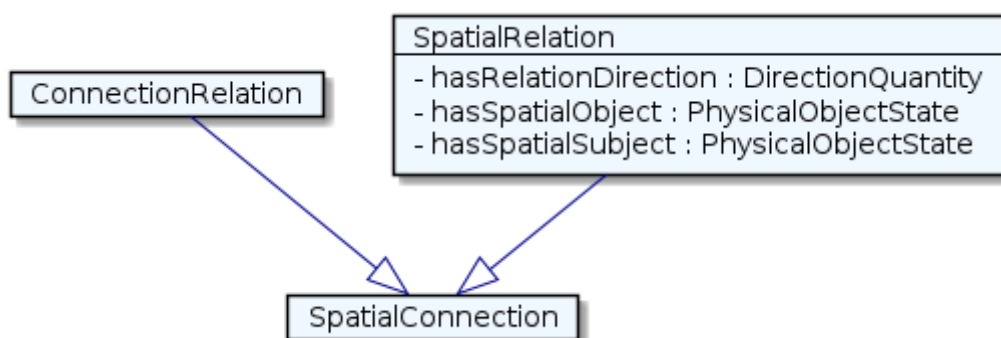 SpatialRelation
- hasRelationDirection : DirectionQuantity
- hasSpatialObject : PhysicalObjectState
- hasSpatialSubject : PhysicalObjectState
ConnectionRelation
SpatialConnection